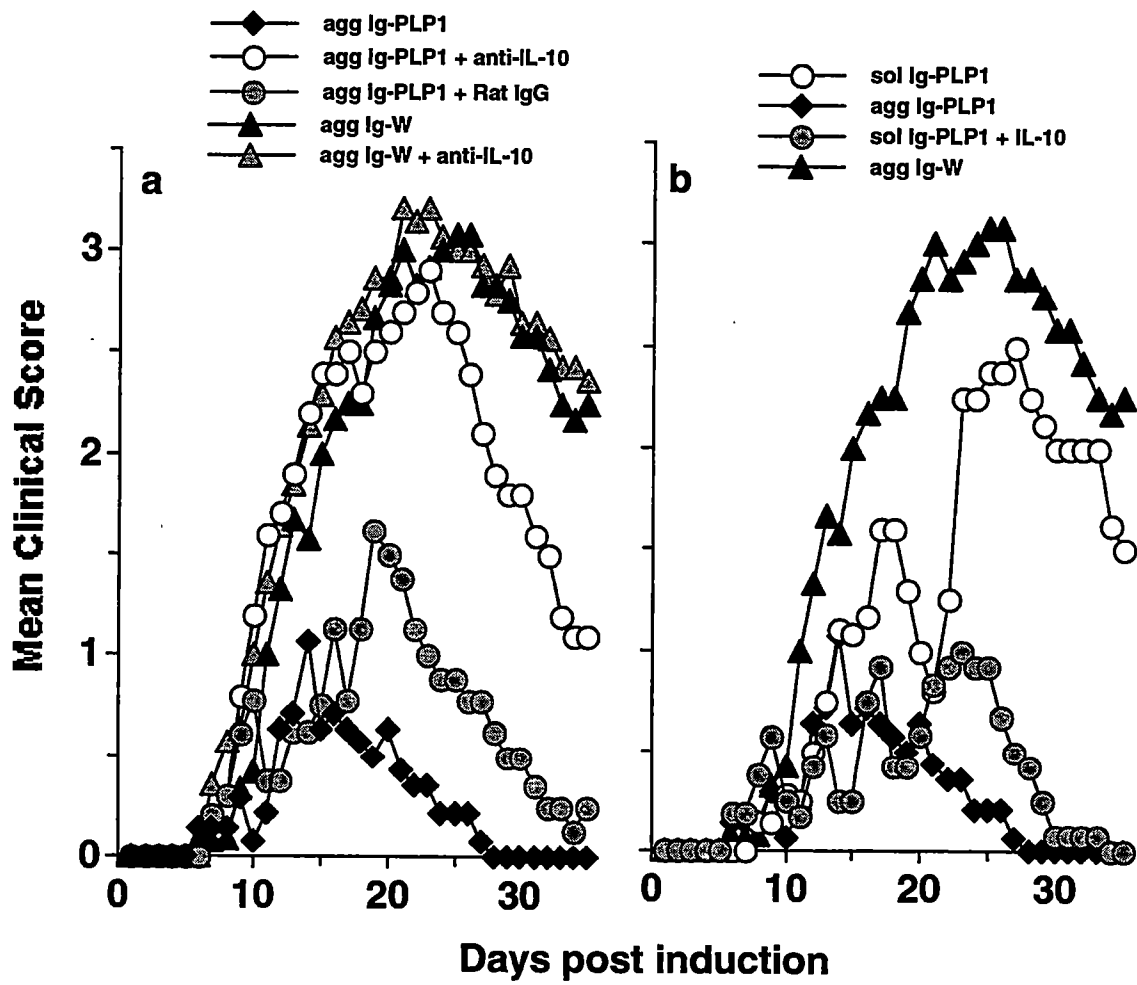 agg Ig-PLP1
agg Ig-PLP1 + anti-IL-10
agg Ig-PLP1 + Rat IgG
agg Ig-W
agg Ig-W + anti-IL-10
sol Ig-PLP1
agg Ig-PLP1
sol Ig-PLP1 + IL-10
agg Ig-W
a
b
Mean Clinical Score
3
2
1
0
0 10 20 30
0 10 20 30
Days post induction